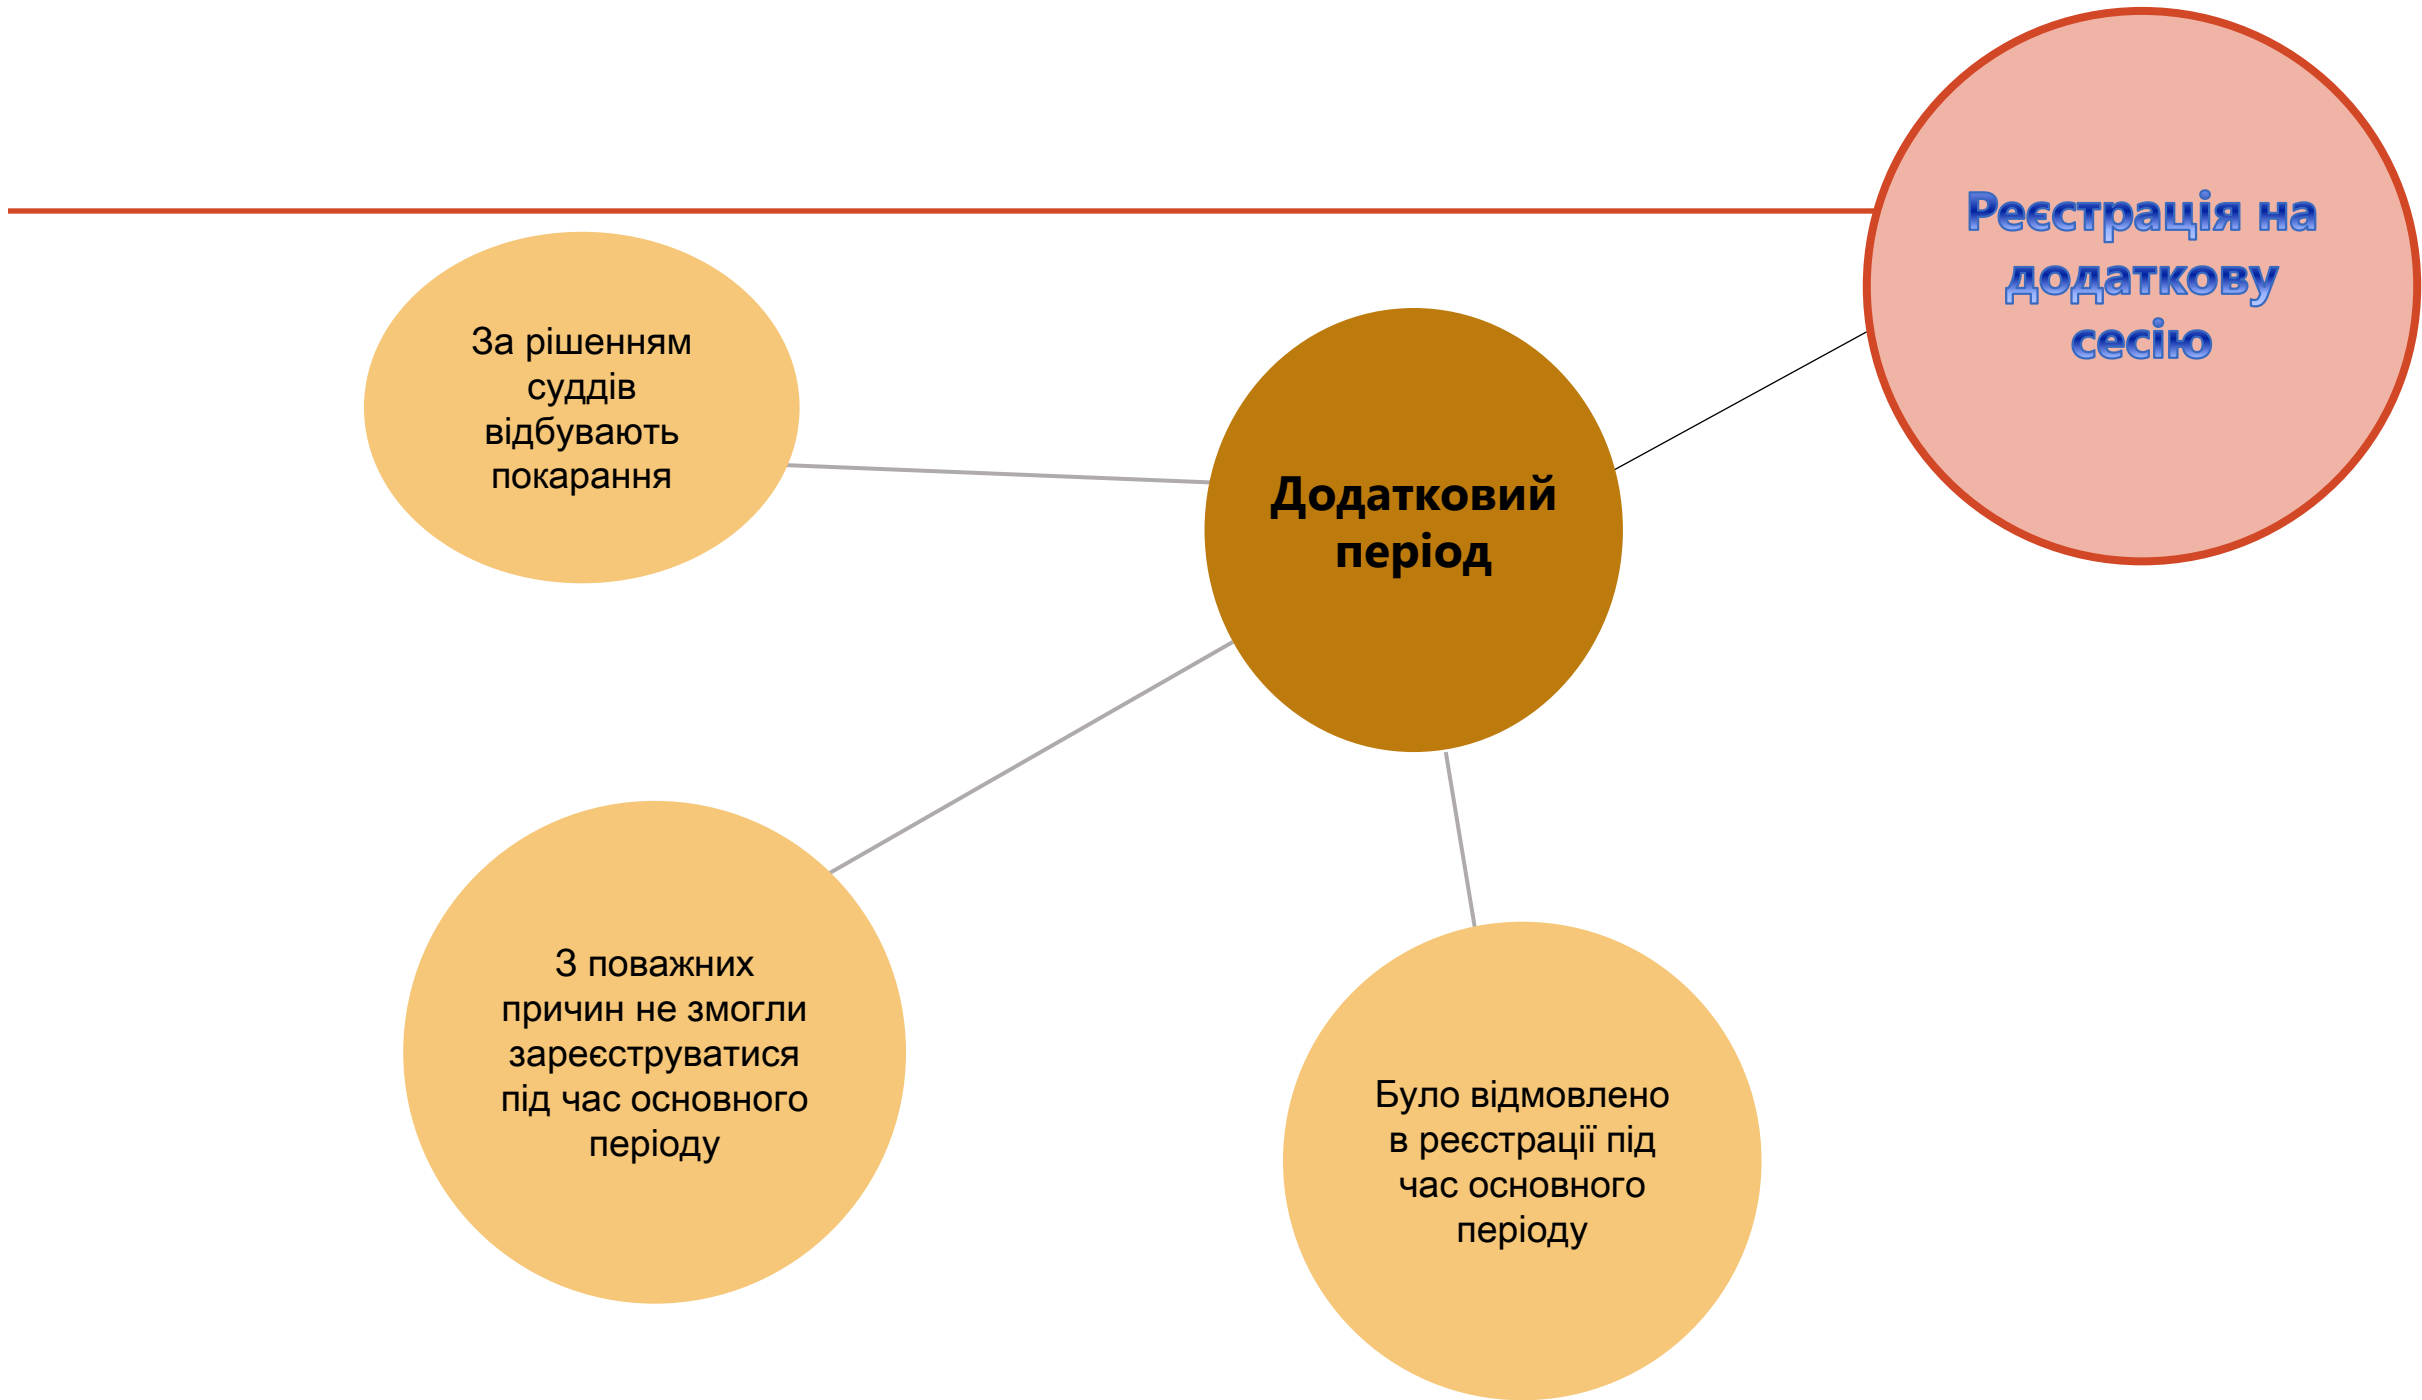 Реєстрація на
додаткову
сесію
За рішенням
суддів
відбувають
покарання
Додатковий
період
З поважних
причин не змогли
зареєструватися
під час основного
періоду
Було відмовлено
в реєстрації під
час основного
періоду